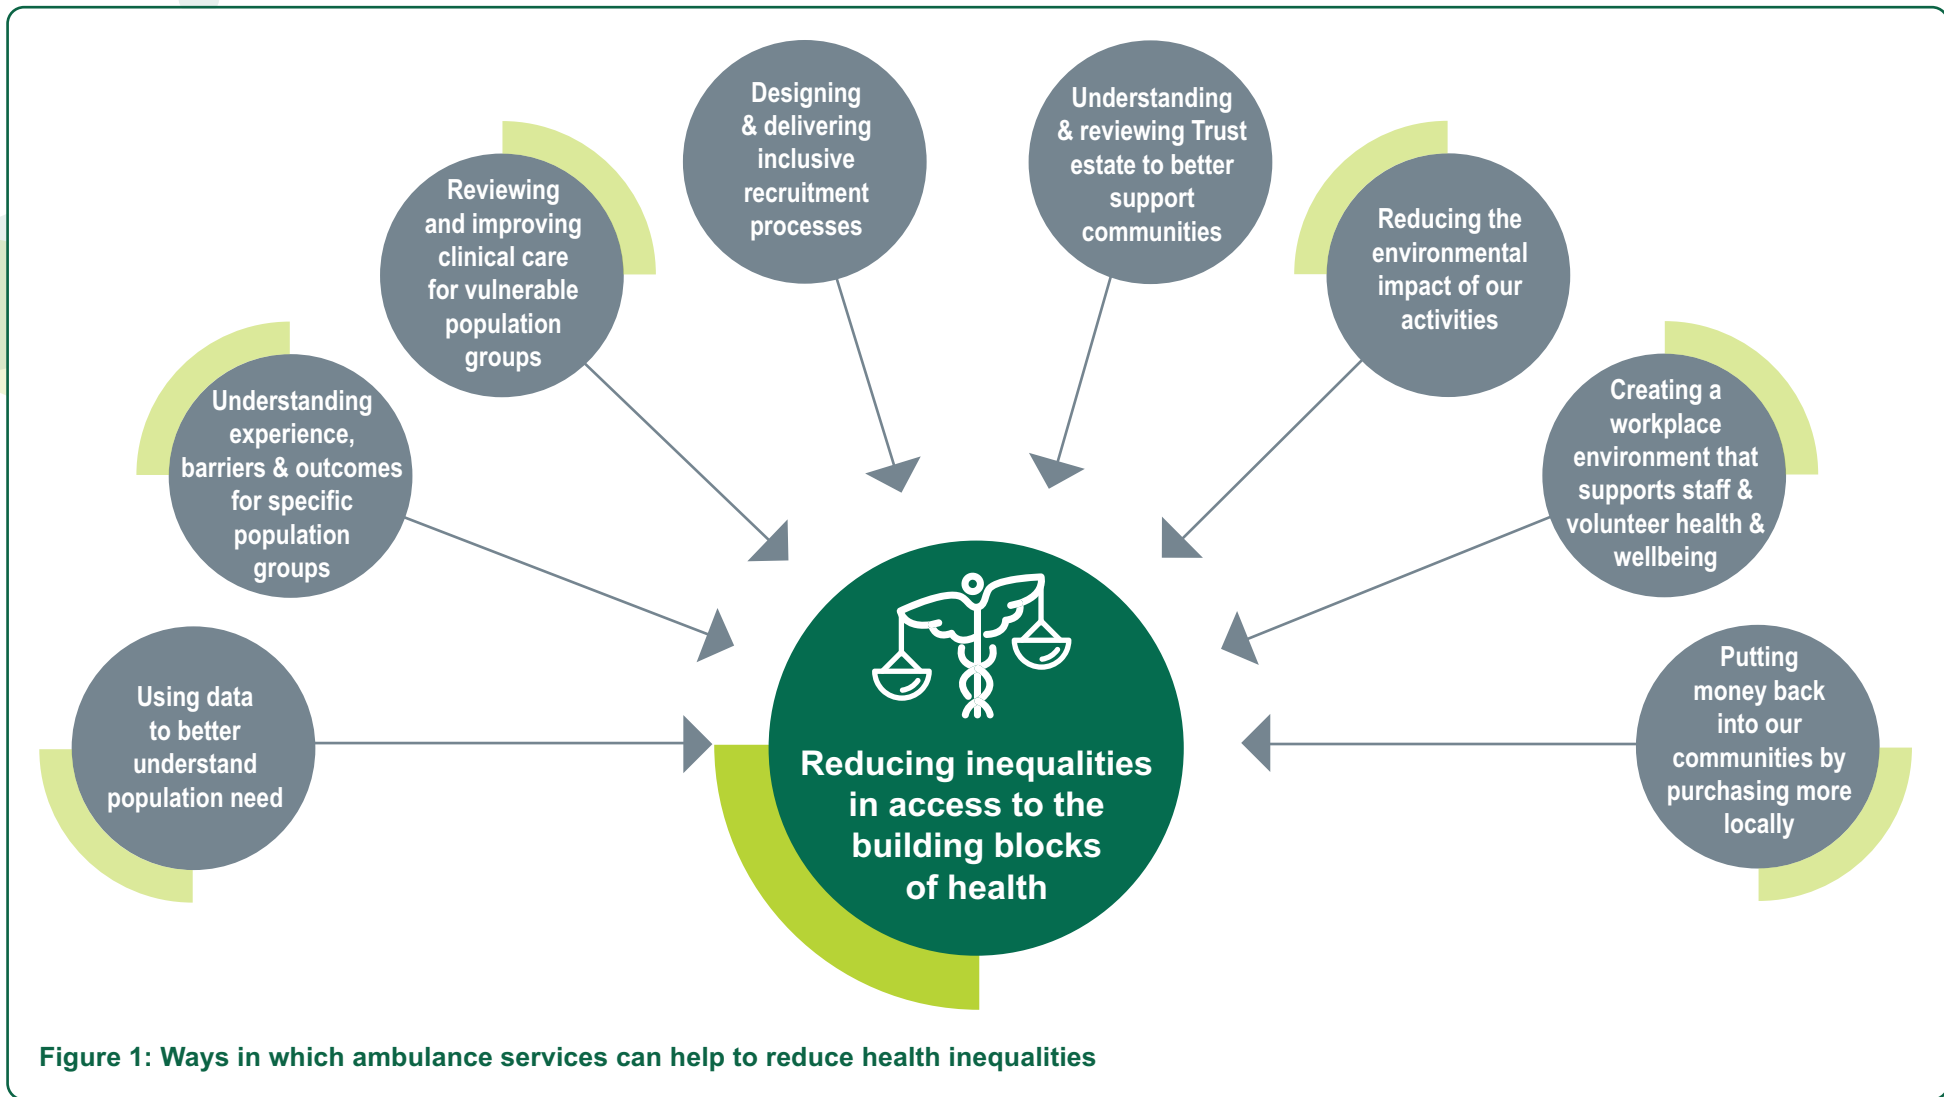 Designing
& delivering
inclusive
recruitment
processes
Understanding
& reviewing Trust
estate to better
support
communities
Reviewing
and improving
clinical care
for vulnerable
population
groups
Reducing the
environmental
impact of our
activities
Understanding
experience,
barriers & outcomes
for specific
population
groups
Creating a
workplace
environment that
supports staff &
volunteer health &
wellbeing
Using data
to better
understand
population need
Putting
money back
into our
communities by
purchasing more
locally
Reducing inequalities
in access to the
building blocks
of health
Figure 1: Ways in which ambulance services can help to reduce health inequalities